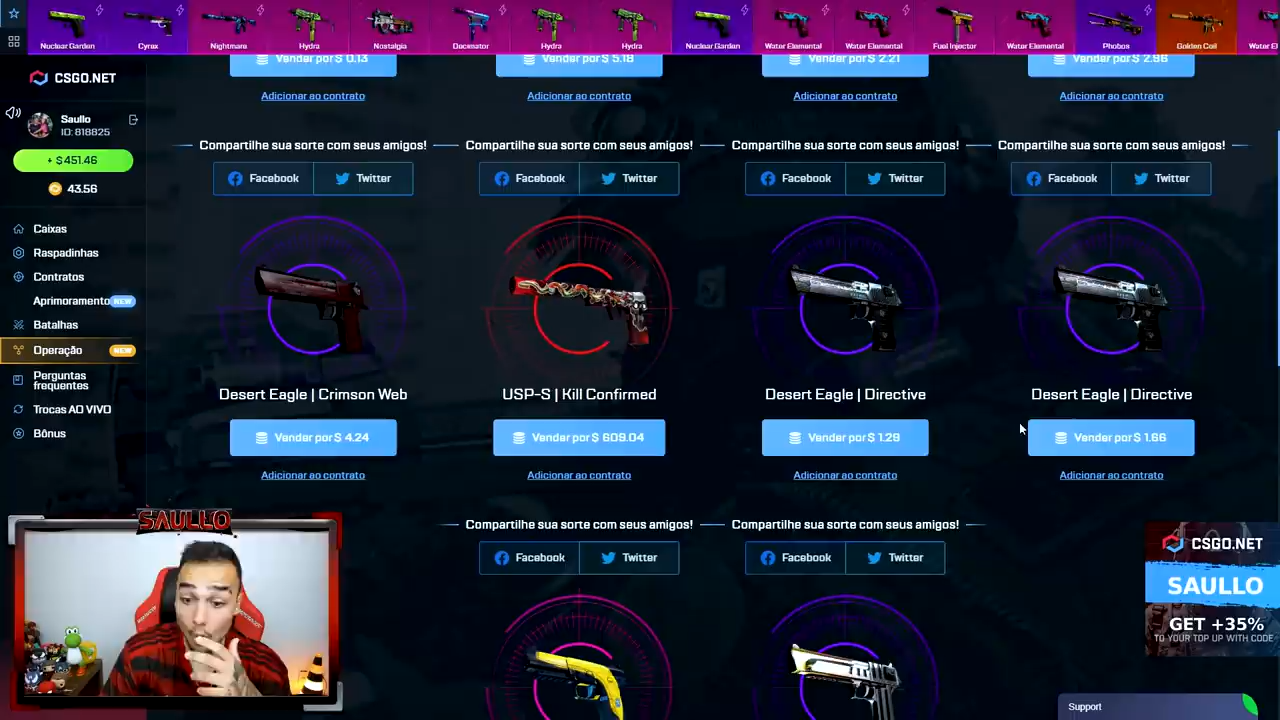 Nuclear Garden
Cyrex
Nightmare
Hydra
Nostalgia
Decimator
Hydra
Hydra
Nuclear Garden
Water Elemental
Water Elemental
Fuel Injector
Water Elemental
Phobos
Golden Coil
Water El
CSGO.NET
Saullo
ID: 818825
+ $ 451.46
43.56
Caixas
Raspadinhas
Contratos
Aprimoramento NEW
Batalhas
Operação NEW
Perguntas
frequentes
Trocas AO VIVO
Bônus
Vender por $ 0.13
Vender por $ 5.18
Vender por $ 2.21
Vender por $ 2.96
Adicionar ao contrato
Adicionar ao contrato
Adicionar ao contrato
Adicionar ao contrato
Compartilhe sua sorte com seus amigos!
Compartilhe sua sorte com seus amigos!
Compartilhe sua sorte com seus amigos!
Compartilhe sua sorte com seus amigos!
Facebook
Twitter
Facebook
Twitter
Facebook
Twitter
Facebook
Twitter
Desert Eagle | Crimson Web
USP-S | Kill Confirmed
Desert Eagle | Directive
Desert Eagle | Directive
Vender por $ 4.24
Vender por $ 609.04
Vender por $ 1.29
Vender por $ 1.66
Adicionar ao contrato
Adicionar ao contrato
Adicionar ao contrato
Adicionar ao contrato
Compartilhe sua sorte com seus amigos!
Compartilhe sua sorte com seus amigos!
Facebook
Twitter
Facebook
Twitter
SAULLO
CSGO.NET
SAULLO
GET +35%
TO YOUR TOP UP WITH CODE
Support